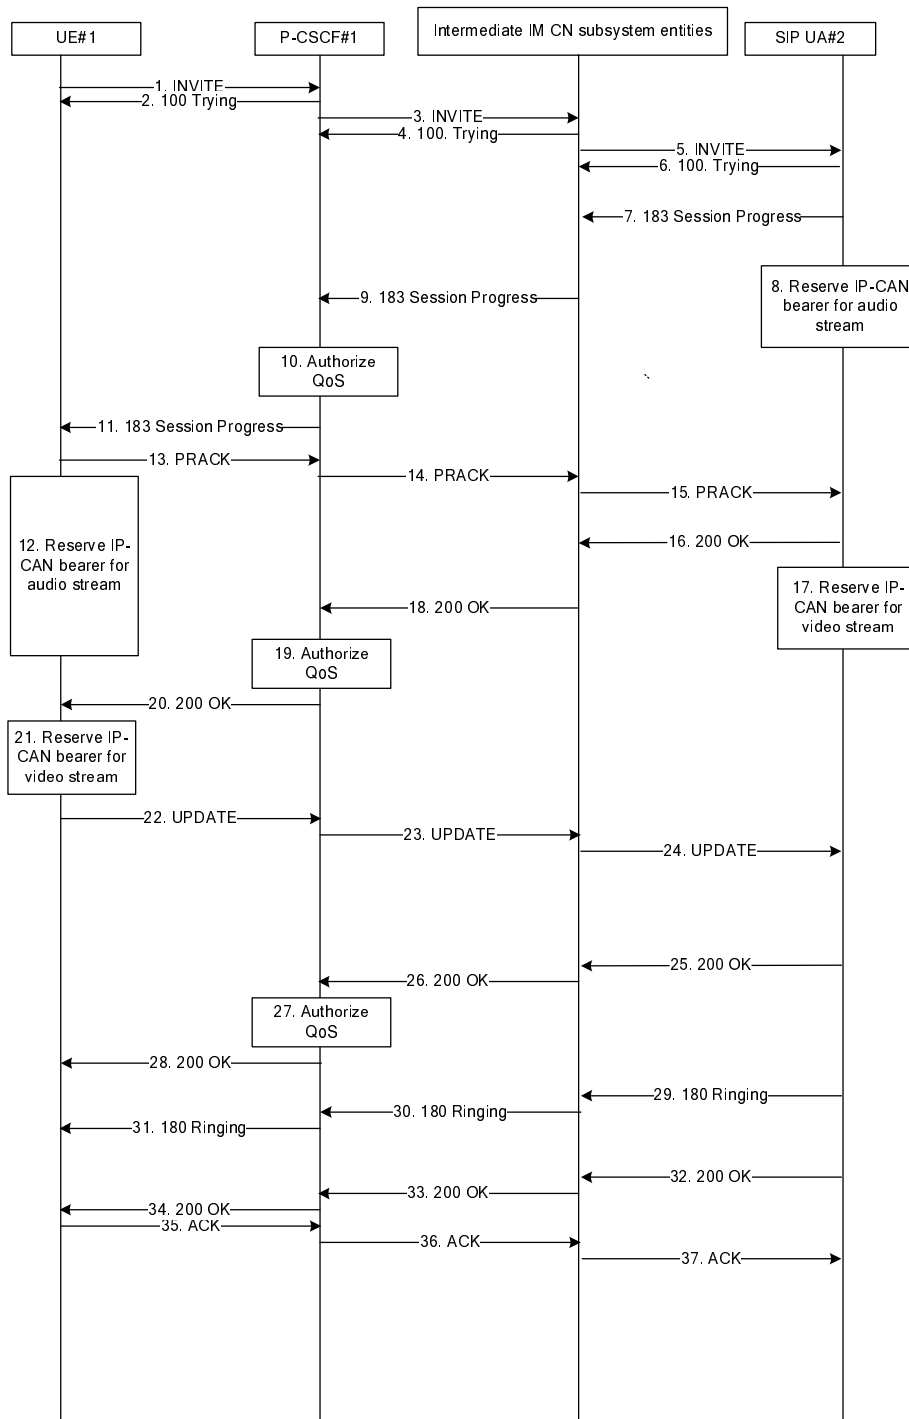 UE#1
P-CSCF#1
Intermediate IM CN subsystem entities
SIP UA#2
1. INVITE
2. 100 Trying
3. INVITE
4. 100. Trying
5. INVITE
6. 100. Trying
7. 183 Session Progress
8. Reserve IP-CAN
bearer for audio
stream
9. 183 Session Progress
10. Authorize
QoS
11. 183 Session Progress
13. PRACK
14. PRACK
15. PRACK
12. Reserve IP-
CAN bearer for
audio stream
16. 200 OK
17. Reserve IP-
CAN bearer for
video stream
18. 200 OK
19. Authorize
QoS
20. 200 OK
21. Reserve IP-
CAN bearer for
video stream
22. UPDATE
23. UPDATE
24. UPDATE
25. 200 OK
26. 200 OK
27. Authorize
QoS
28. 200 OK
29. 180 Ringing
30. 180 Ringing
31. 180 Ringing
32. 200 OK
33. 200 OK
34. 200 OK
35. ACK
36. ACK
37. ACK